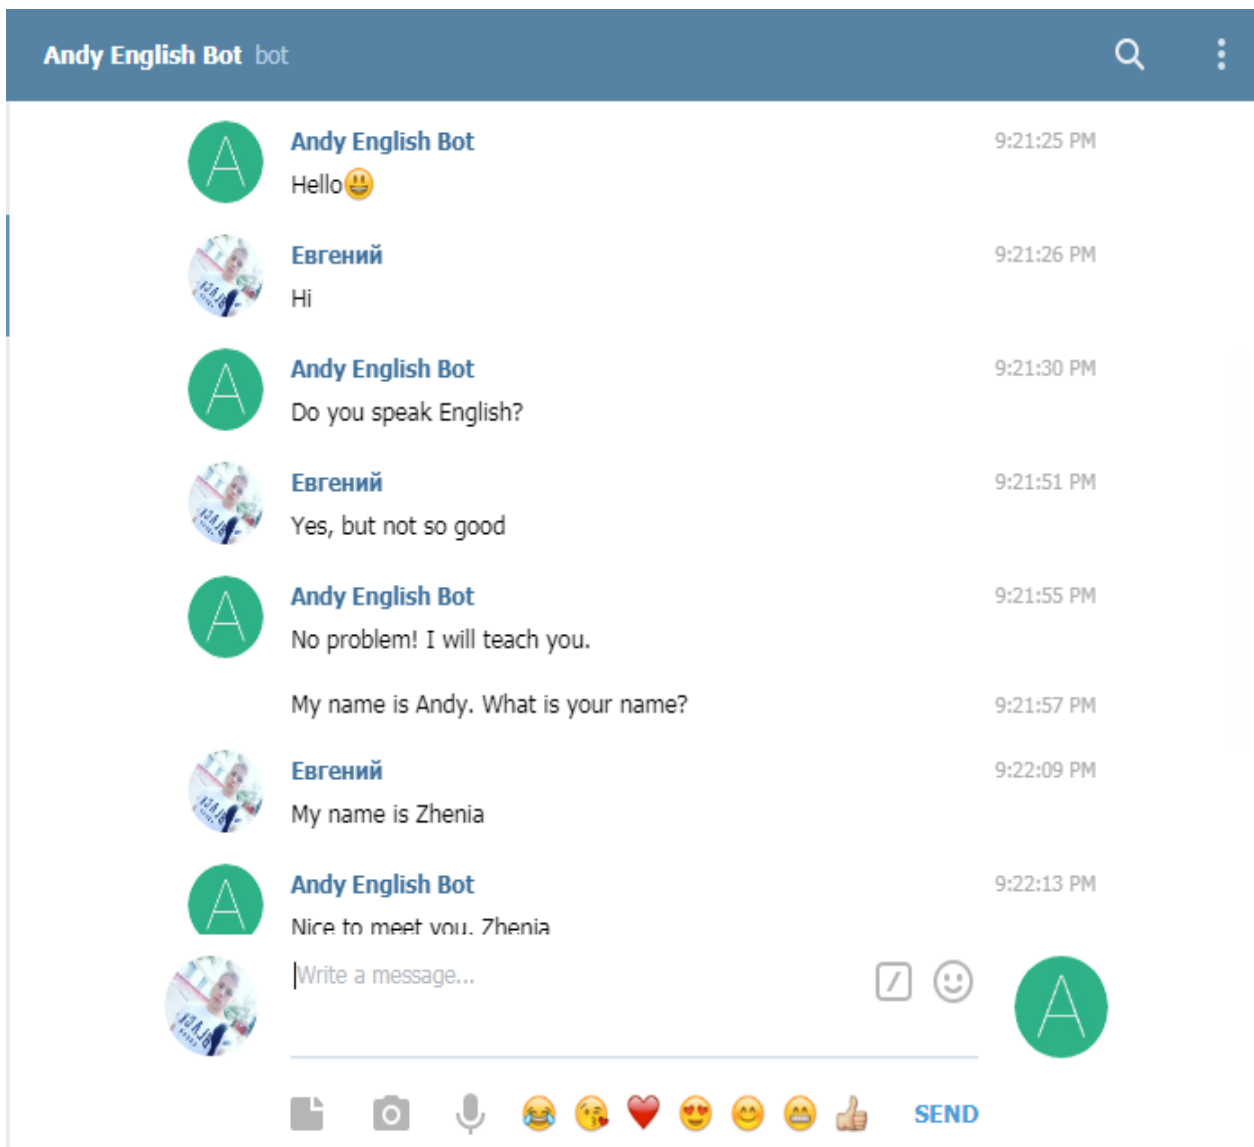 Andy English Bot bot
Andy English Bot 9:21:25 PM
Hello😃
Евгений 9:21:26 PM
Hi
Andy English Bot 9:21:30 PM
Do you speak English?
Евгений 9:21:51 PM
Yes, but not so good
Andy English Bot 9:21:55 PM
No problem! I will teach you.
My name is Andy. What is your name? 9:21:57 PM
Евгений 9:22:09 PM
My name is Zhenia
Andy English Bot 9:22:13 PM
Nice to meet you, Zhenia
Write a message...
SEND